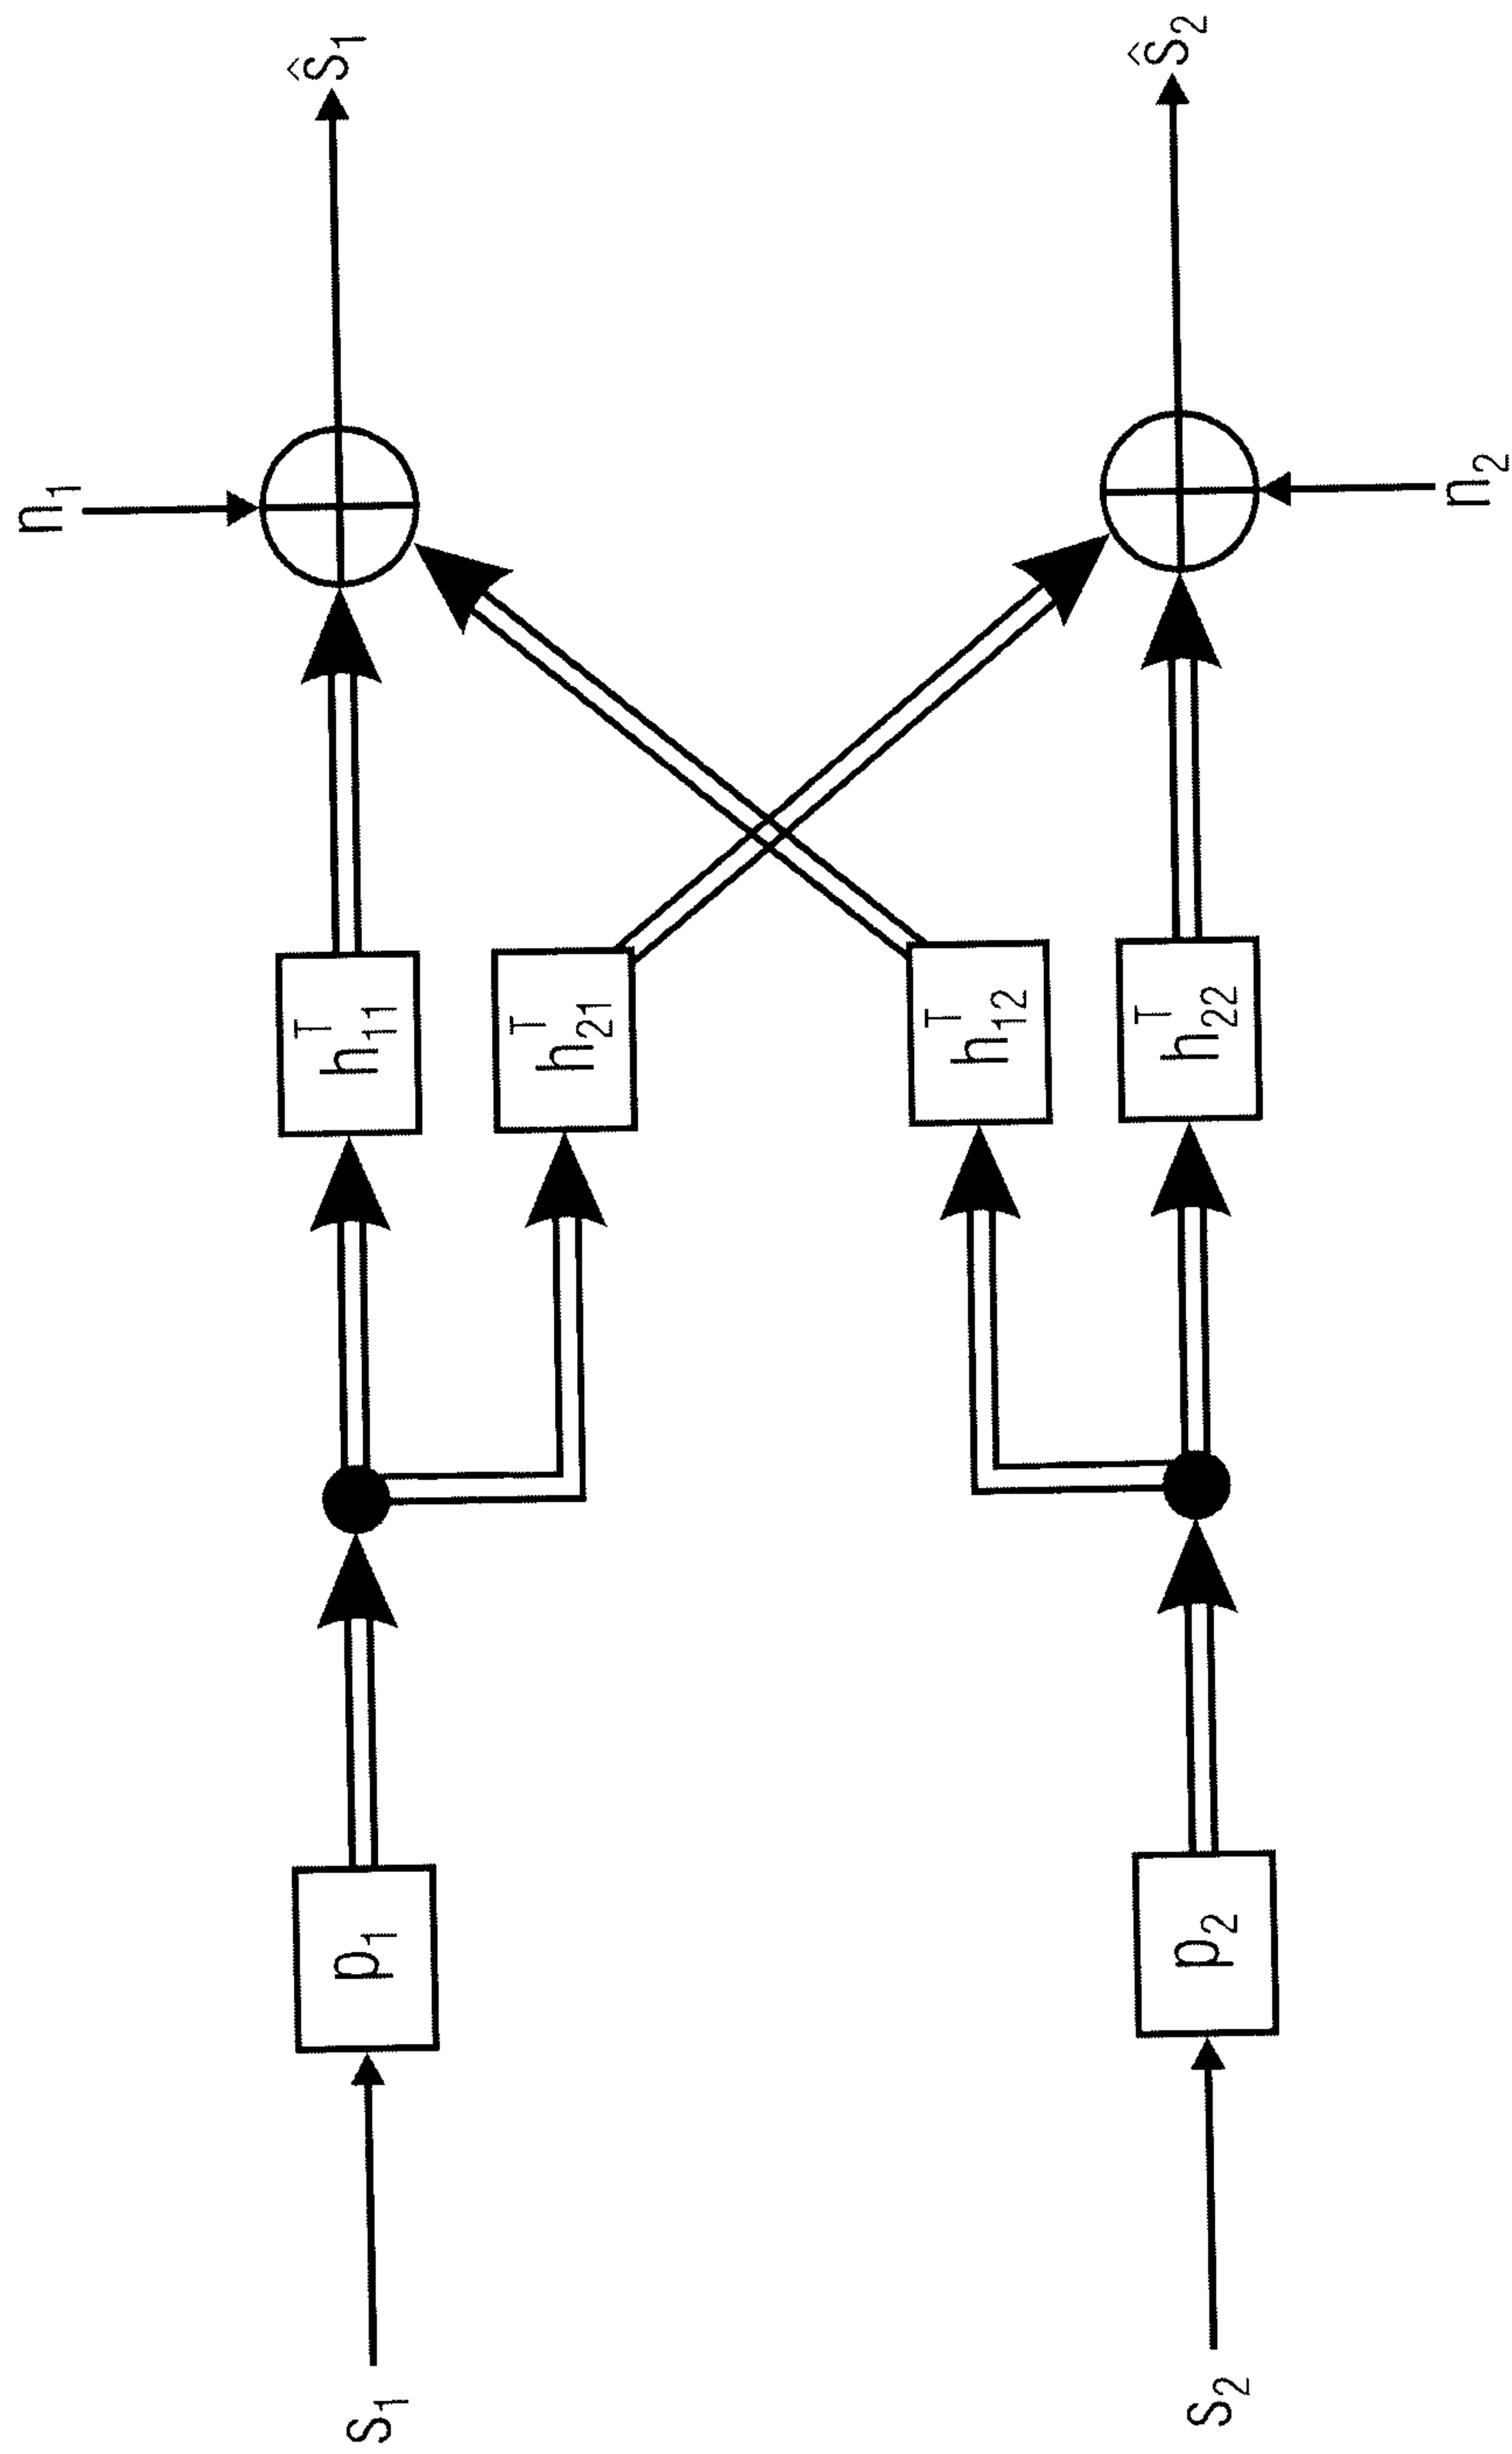 s₁
p₁
h₁₁ᵀ
h₂₁ᵀ
n₁
ŝ₁
s₂
p₂
h₁₂ᵀ
h₂₂ᵀ
n₂
ŝ₂